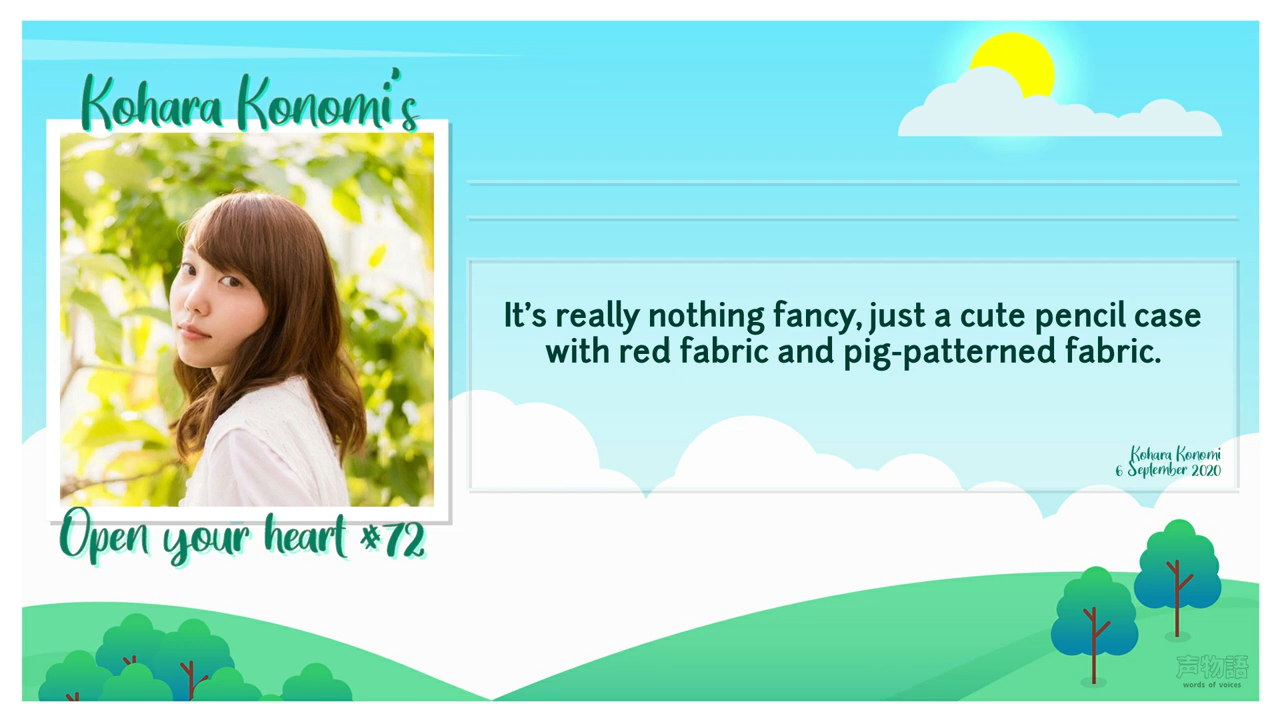 Kohara Konomi's
Open your heart #72
It's really nothing fancy, just a cute pencil case
with red fabric and pig-patterned fabric.
Kohara Konomi
6 September 2020
声物語
words of voices